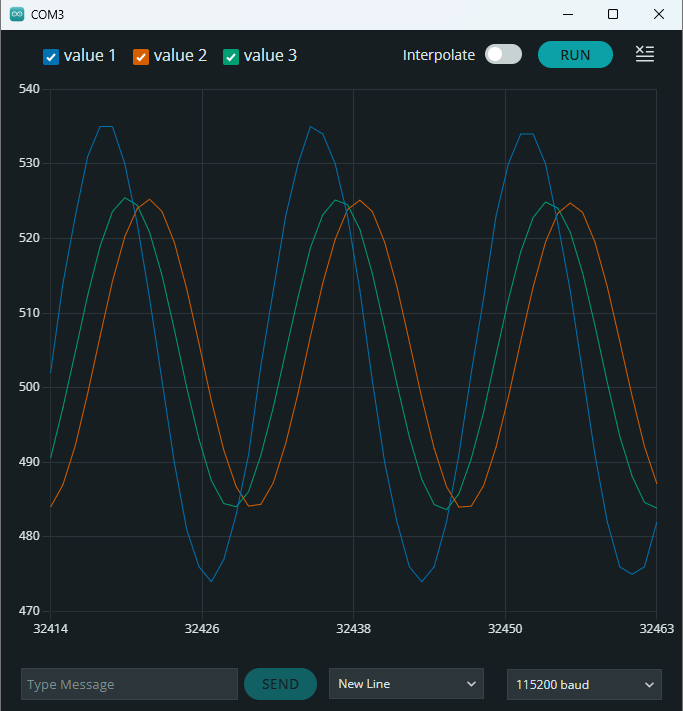 COM3
value 1 value 2 value 3 Interpolate RUN
540
530
520
510
500
490
480
470
32414 32426 32438 32450 32463
Type Message SEND New Line 115200 baud